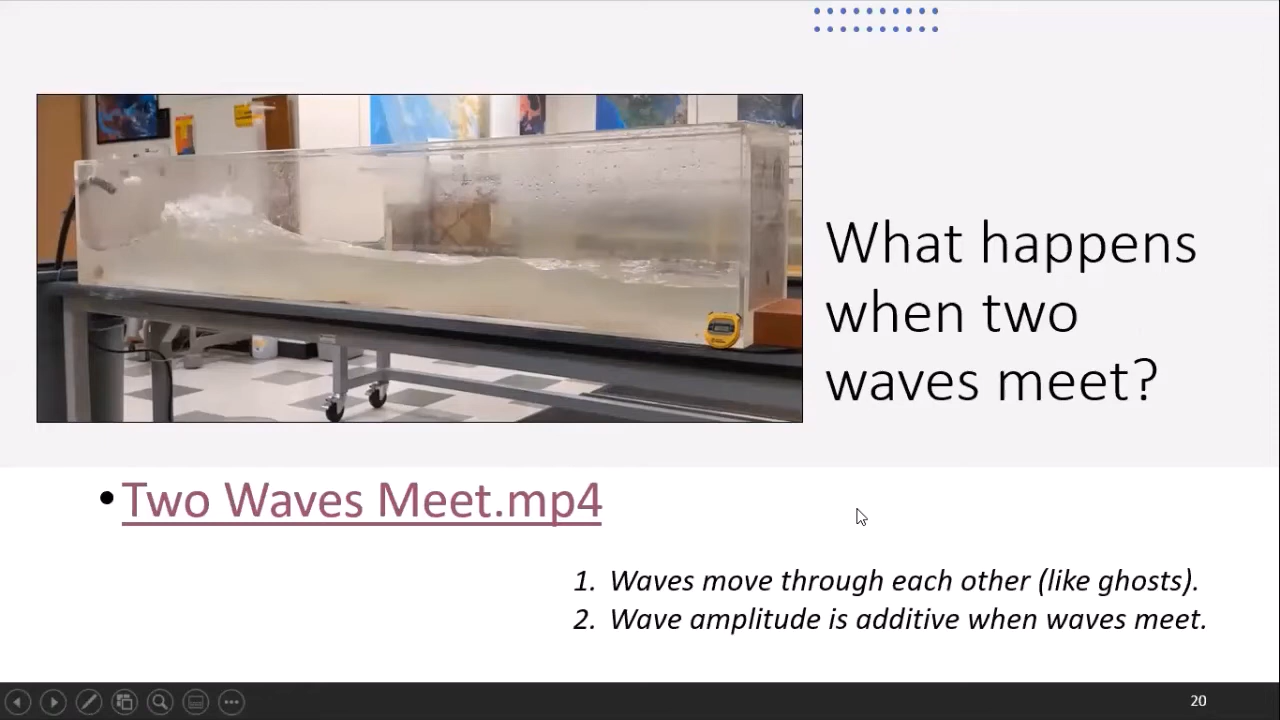 What happens
when two
waves meet?
• Two Waves Meet.mp4
1. Waves move through each other (like ghosts).
2. Wave amplitude is additive when waves meet.
20